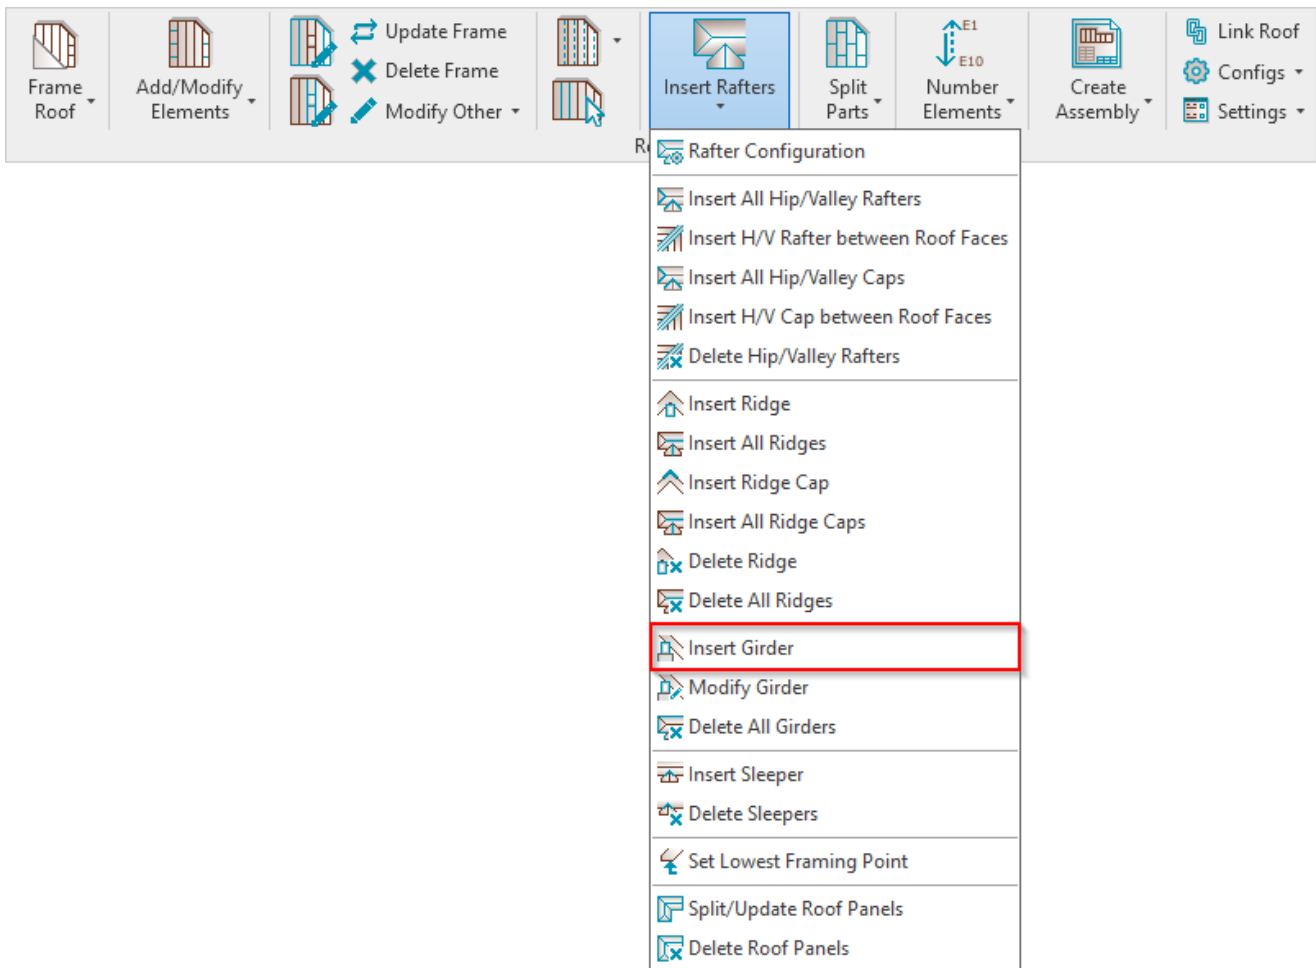 Frame
Roof
Add/Modify
Elements
Update Frame
Delete Frame
Modify Other
Insert Rafters
Split
Parts
E1
E10
Number
Elements
Create
Assembly
Link Roof
Configs
Settings
Rafter Configuration
Insert All Hip/Valley Rafters
Insert H/V Rafter between Roof Faces
Insert All Hip/Valley Caps
Insert H/V Cap between Roof Faces
Delete Hip/Valley Rafters
Insert Ridge
Insert All Ridges
Insert Ridge Cap
Insert All Ridge Caps
Delete Ridge
Delete All Ridges
Insert Girder
Modify Girder
Delete All Girders
Insert Sleeper
Delete Sleepers
Set Lowest Framing Point
Split/Update Roof Panels
Delete Roof Panels